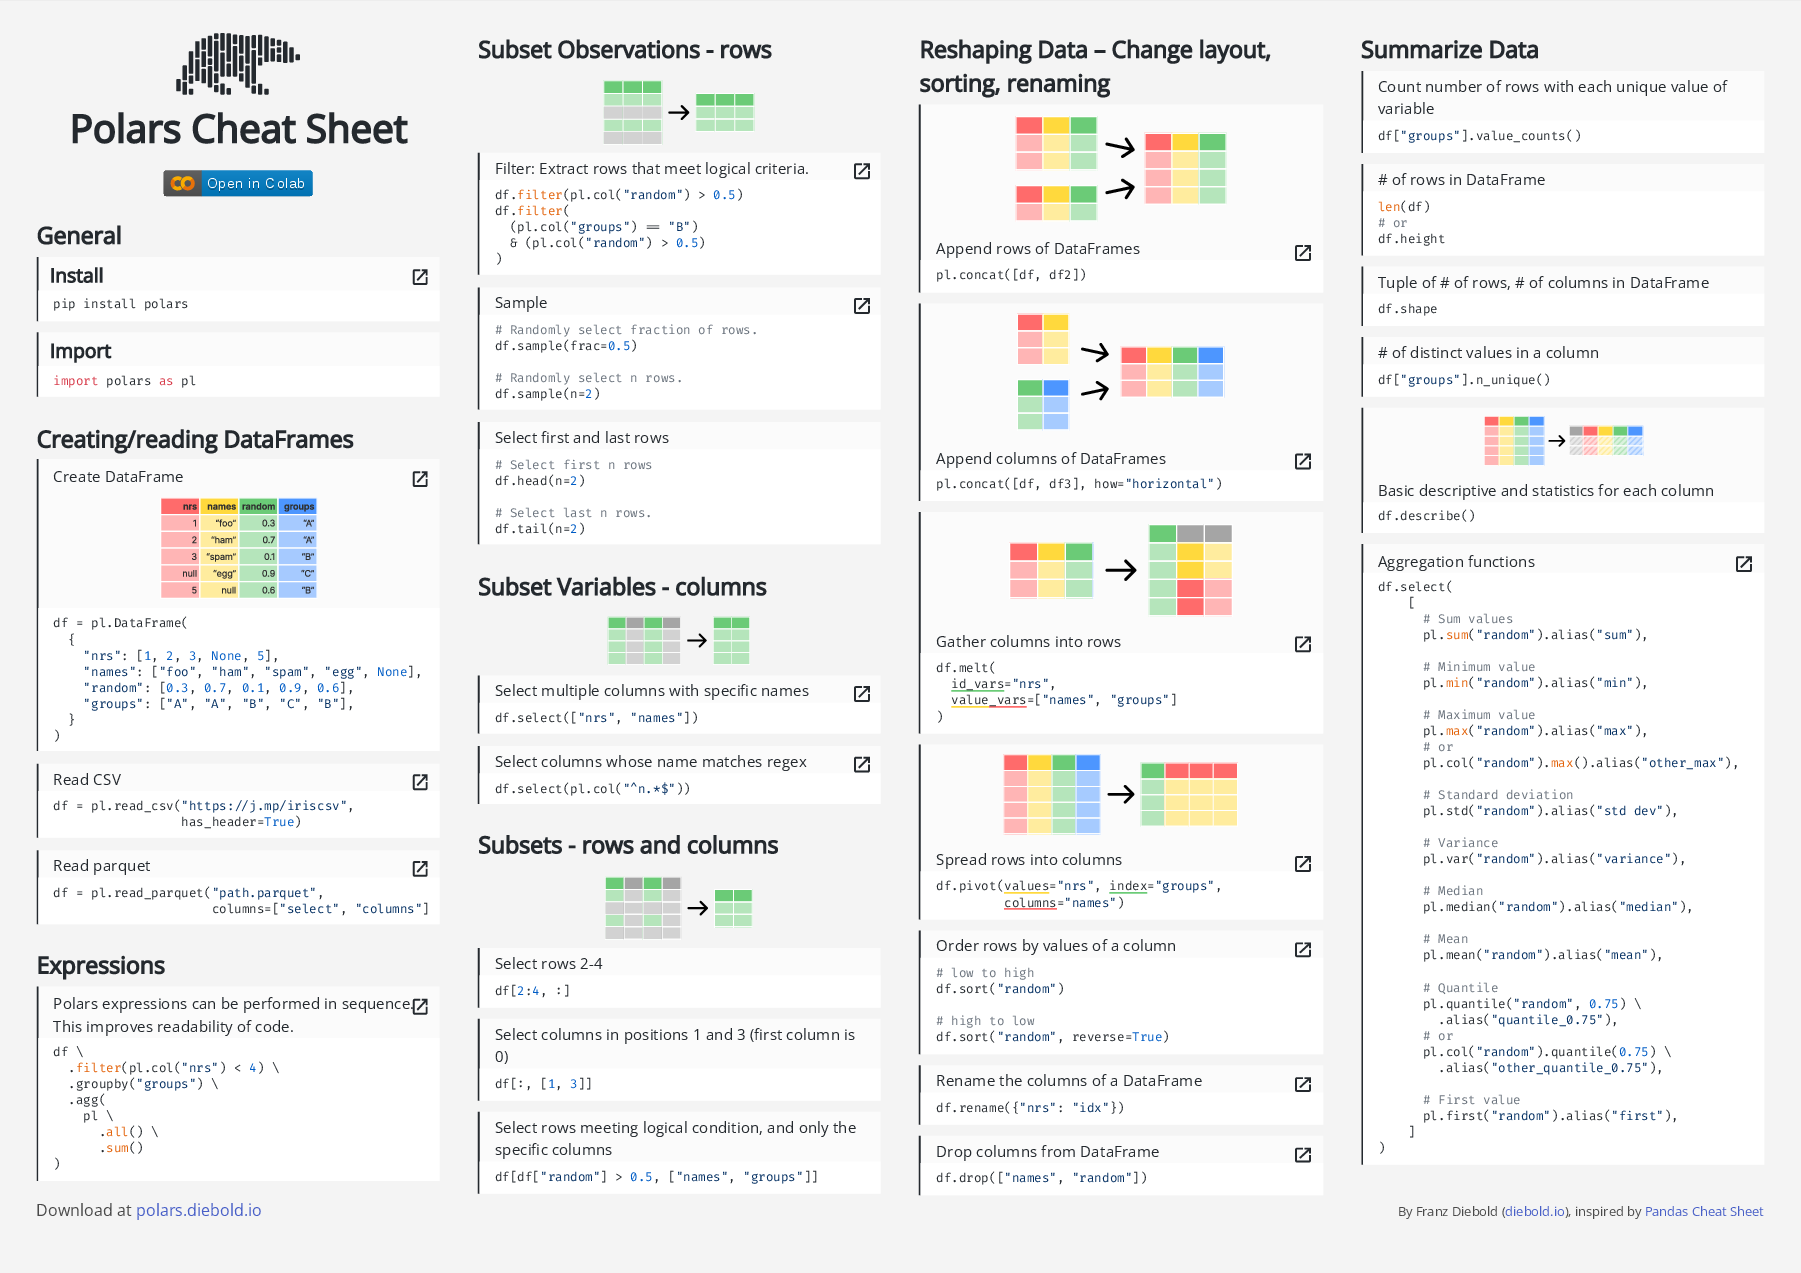 Polars Cheat Sheet
Open in Colab
General
Install
pip install polars
Import
import polars as pl
Creating/reading DataFrames
Create DataFrame
nrs names random groups
1 "foo" 0.3 "A"
2 "ham" 0.7 "A"
3 "spam" 0.1 "B"
null "egg" 0.9 "C"
5 null 0.6 "B"
df = pl.DataFrame(
  {
    "nrs": [1, 2, 3, None, 5],
    "names": ["foo", "ham", "spam", "egg", None],
    "random": [0.3, 0.7, 0.1, 0.9, 0.6],
    "groups": ["A", "A", "B", "C", "B"],
  }
)
Read CSV
df = pl.read_csv("https://j.mp/iriscsv",
                 has_header=True)
Read parquet
df = pl.read_parquet("path.parquet",
                     columns=["select", "columns"]
Expressions
Polars expressions can be performed in sequence.
This improves readability of code.
df \
  .filter(pl.col("nrs") < 4) \
  .groupby("groups") \
  .agg(
    pl \
      .all() \
      .sum()
)
Download at polars.diebold.io
Subset Observations - rows
Filter: Extract rows that meet logical criteria.
df.filter(pl.col("random") > 0.5)
df.filter(
  (pl.col("groups") == "B")
  & (pl.col("random") > 0.5)
)
Sample
# Randomly select fraction of rows.
df.sample(frac=0.5)
# Randomly select n rows.
df.sample(n=2)
Select first and last rows
# Select first n rows
df.head(n=2)
# Select last n rows.
df.tail(n=2)
Subset Variables - columns
Select multiple columns with specific names
df.select(["nrs", "names"])
Select columns whose name matches regex
df.select(pl.col("^n.*$"))
Subsets - rows and columns
Select rows 2-4
df[2:4, :]
Select columns in positions 1 and 3 (first column is
0)
df[:, [1, 3]]
Select rows meeting logical condition, and only the
specific columns
df[df["random"] > 0.5, ["names", "groups"]]
Reshaping Data – Change layout,
sorting, renaming
Append rows of DataFrames
pl.concat([df, df2])
Append columns of DataFrames
pl.concat([df, df3], how="horizontal")
Gather columns into rows
df.melt(
  id_vars="nrs",
  value_vars=["names", "groups"]
)
Spread rows into columns
df.pivot(values="nrs", index="groups",
         columns="names")
Order rows by values of a column
# low to high
df.sort("random")
# high to low
df.sort("random", reverse=True)
Rename the columns of a DataFrame
df.rename({"nrs": "idx"})
Drop columns from DataFrame
df.drop(["names", "random"])
Summarize Data
Count number of rows with each unique value of
variable
df["groups"].value_counts()
# of rows in DataFrame
len(df)
# or
df.height
Tuple of # of rows, # of columns in DataFrame
df.shape
# of distinct values in a column
df["groups"].n_unique()
Basic descriptive and statistics for each column
df.describe()
Aggregation functions
df.select(
    [
      # Sum values
      pl.sum("random").alias("sum"),
      # Minimum value
      pl.min("random").alias("min"),
      # Maximum value
      pl.max("random").alias("max"),
      # or
      pl.col("random").max().alias("other_max"),
      # Standard deviation
      pl.std("random").alias("std dev"),
      # Variance
      pl.var("random").alias("variance"),
      # Median
      pl.median("random").alias("median"),
      # Mean
      pl.mean("random").alias("mean"),
      # Quantile
      pl.quantile("random", 0.75) \
        .alias("quantile_0.75"),
      # or
      pl.col("random").quantile(0.75) \
        .alias("other_quantile_0.75"),
      # First value
      pl.first("random").alias("first"),
    ]
)
By Franz Diebold (diebold.io), inspired by Pandas Cheat Sheet